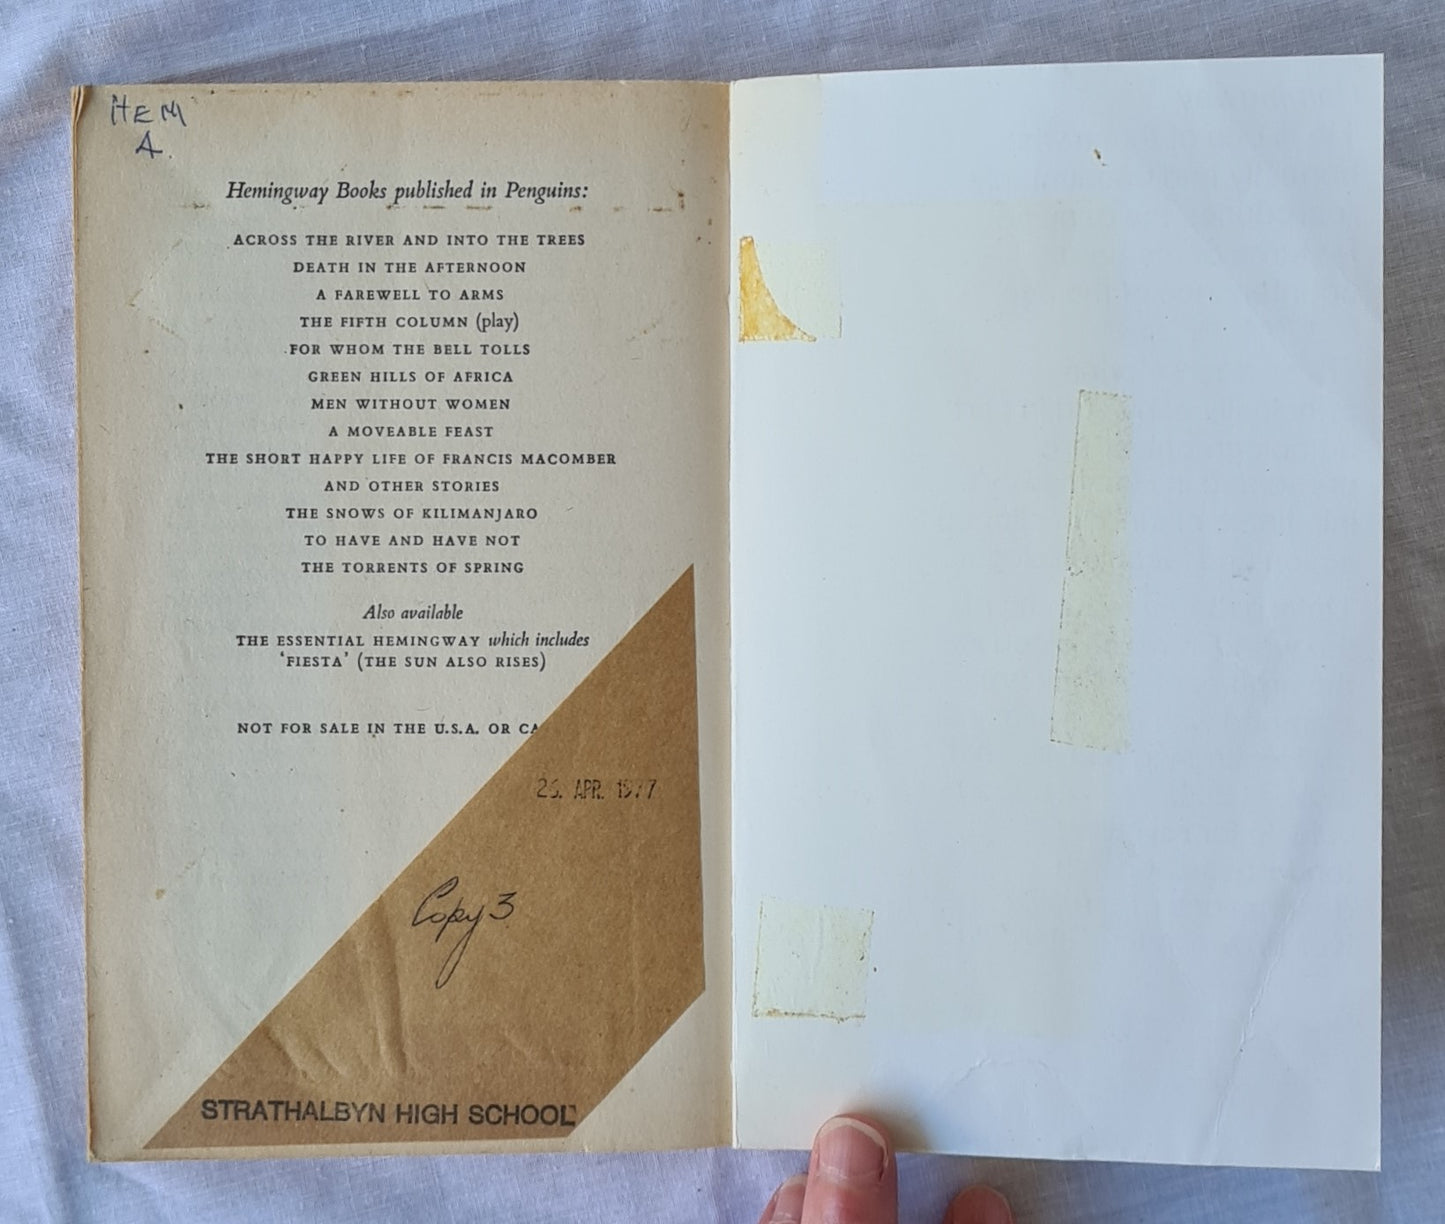 HEM
A.
Hemingway Books published in Penguins:
ACROSS THE RIVER AND INTO THE TREES
DEATH IN THE AFTERNOON
A FAREWELL TO ARMS
THE FIFTH COLUMN (play)
FOR WHOM THE BELL TOLLS
GREEN HILLS OF AFRICA
MEN WITHOUT WOMEN
A MOVEABLE FEAST
THE SHORT HAPPY LIFE OF FRANCIS MACOMBER
AND OTHER STORIES
THE SNOWS OF KILIMANJARO
TO HAVE AND HAVE NOT
THE TORRENTS OF SPRING
Also available
THE ESSENTIAL HEMINGWAY which includes
‘FIESTA’ (THE SUN ALSO RISES)
NOT FOR SALE IN THE U.S.A. OR CA
APR. 1977
Copy 3
STRATHALBYN HIGH SCHOOL